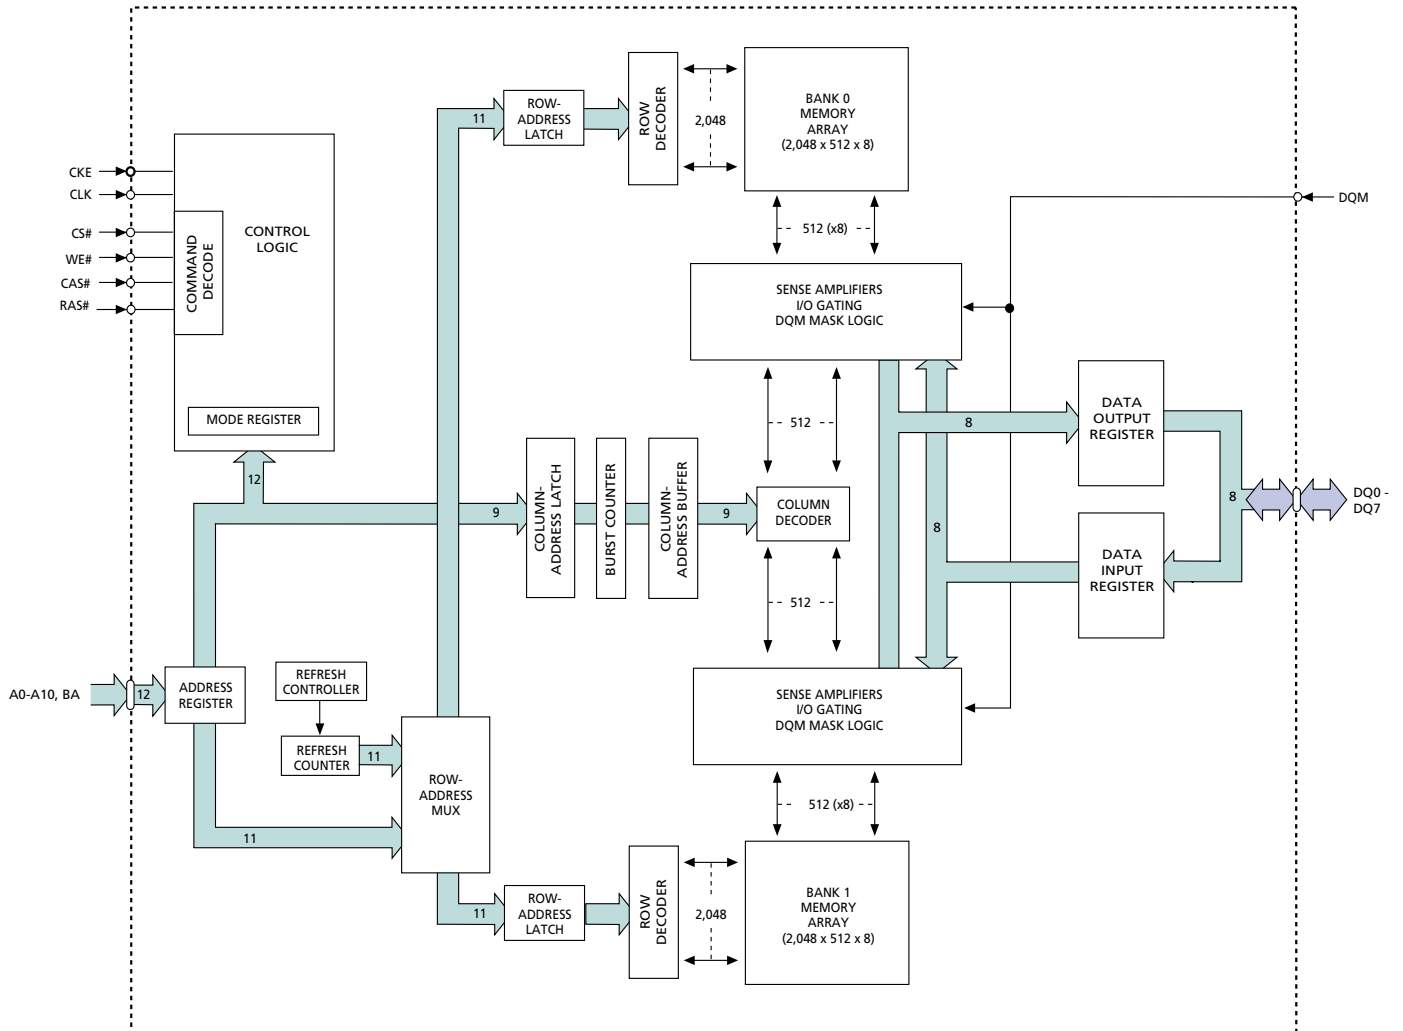 ROW-
ADDRESS
LATCH
11
ROW
DECODER
2,048
BANK 0
MEMORY
ARRAY
(2,048 x 512 x 8)
CKE
CLK
CS#
WE#
CAS#
RAS#
COMMAND
DECODE
CONTROL
LOGIC
MODE REGISTER
12
512 (x8)
DQM
SENSE AMPLIFIERS
I/O GATING
DQM MASK LOGIC
512
8
DATA
OUTPUT
REGISTER
9
COLUMN-
ADDRESS LATCH
BURST COUNTER
COLUMN-
ADDRESS BUFFER
9
COLUMN
DECODER
8
8
DQ0 -
DQ7
DATA
INPUT
REGISTER
512
A0-A10, BA
12
ADDRESS
REGISTER
REFRESH
CONTROLLER
REFRESH
COUNTER
11
ROW-
ADDRESS
MUX
11
SENSE AMPLIFIERS
I/O GATING
DQM MASK LOGIC
512 (x8)
11
ROW-
ADDRESS
LATCH
ROW
DECODER
2,048
BANK 1
MEMORY
ARRAY
(2,048 x 512 x 8)